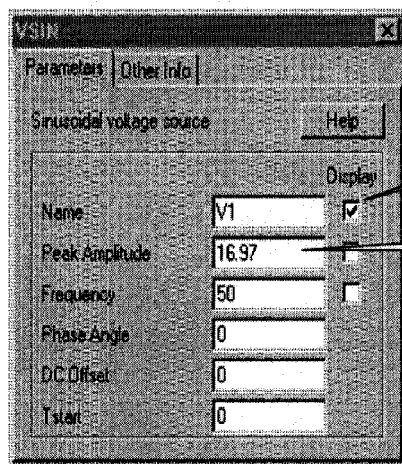 VSIN
Parameters Other Info
Sinusoidal voltage source Help
Display
Name V1
Peak Amplitude 16.97
Frequency 50
Phase Angle 0
DC Offset 0
Tstart 0